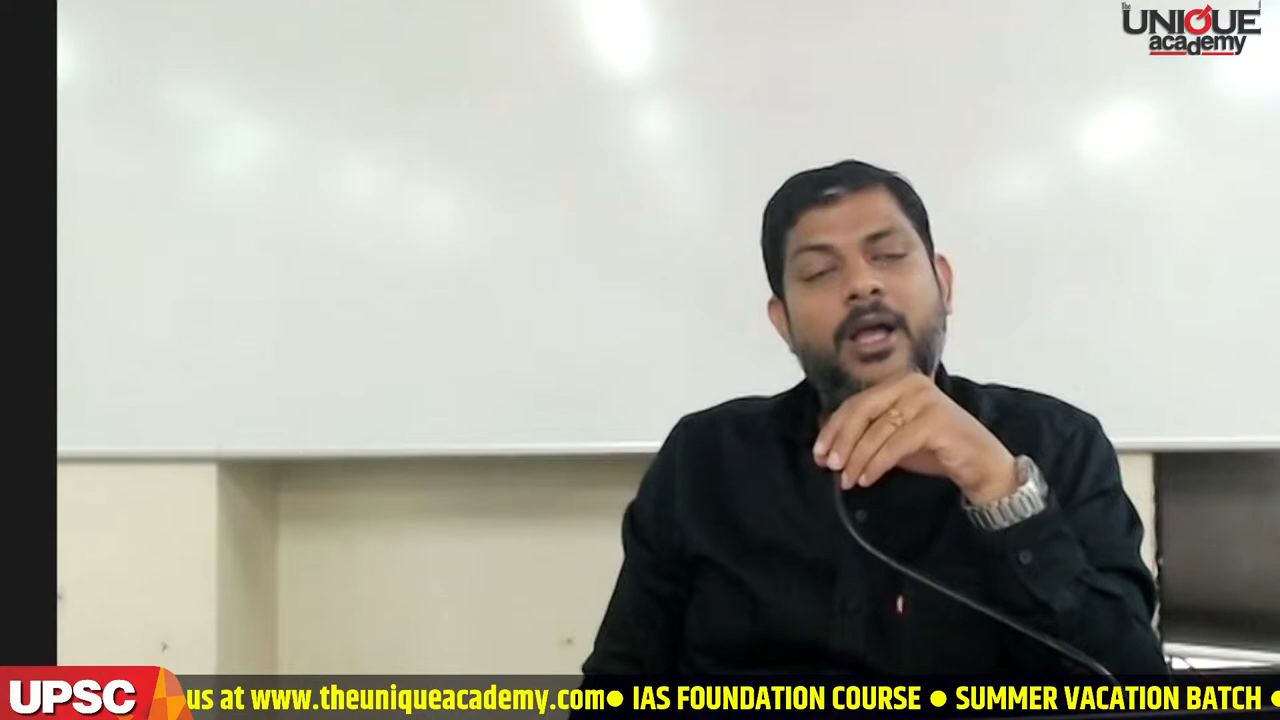 The
UNIQUE
academy
UPSC us at www.theuniqueacademy.com● IAS FOUNDATION COURSE ● SUMMER VACATION BATCH ●